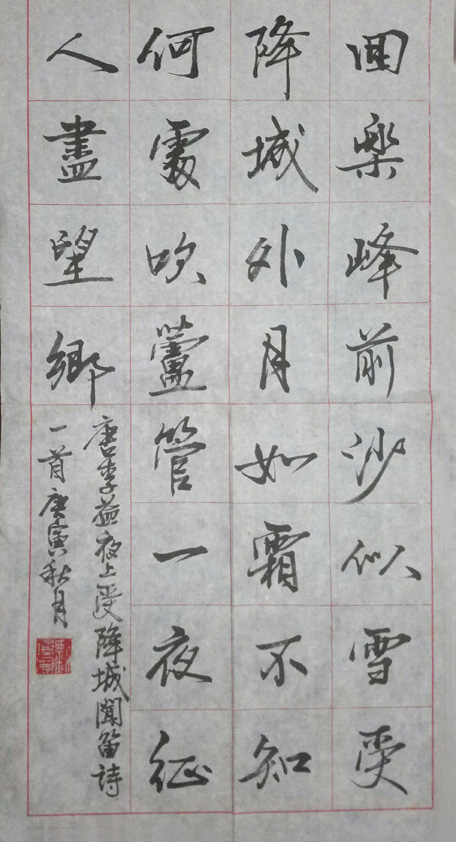 回樂峰前沙似雪受
降城外月如霜不知
何處吹蘆管一夜征
人盡望鄉
唐李益夜上受降城聞笛詩
一首庚寅秋月